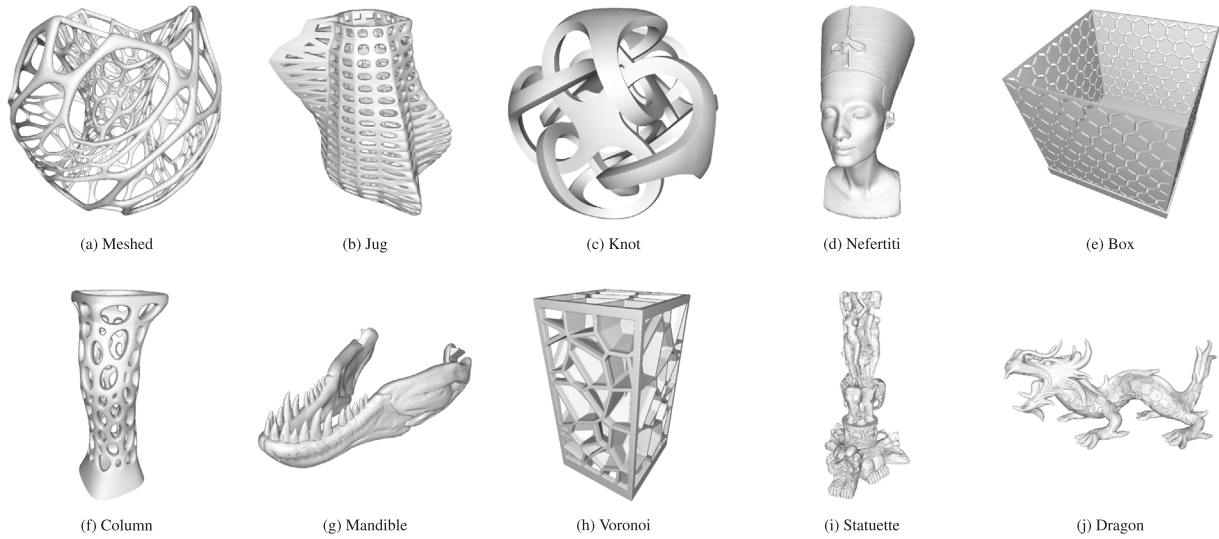 (a) Meshed
(b) Jug
(c) Knot
(d) Nefertiti
(e) Box
(f) Column
(g) Mandible
(h) Voronoi
(i) Statuette
(j) Dragon